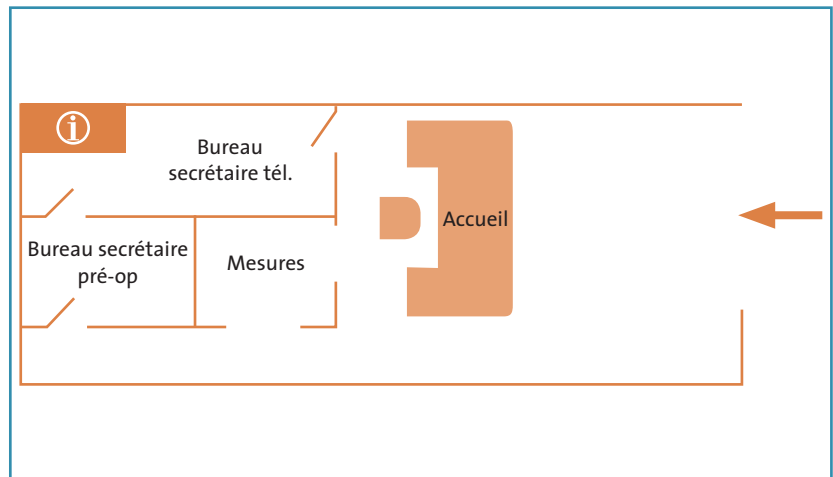 i
Bureau
secrétaire tél.
Accueil
Bureau secrétaire
pré-op
Mesures